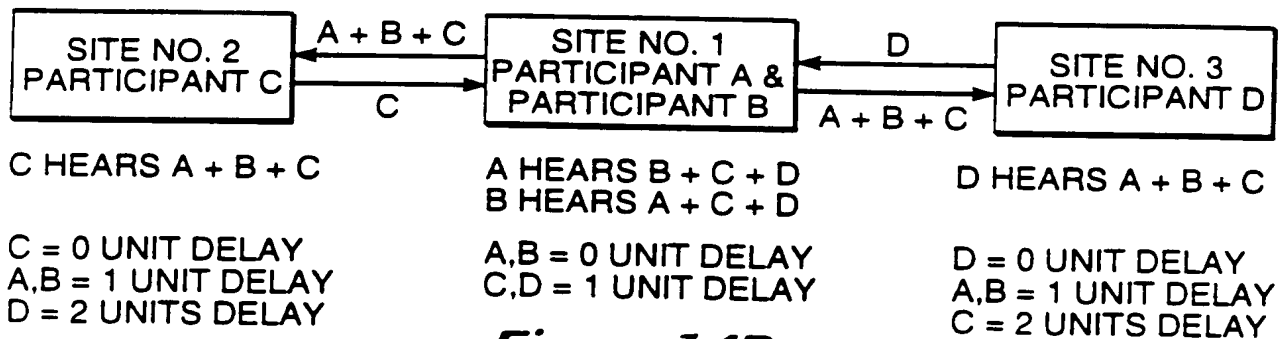 SITE NO. 2
PARTICIPANT C
A + B + C
C
SITE NO. 1
PARTICIPANT A &
PARTICIPANT B
D
A + B + C
SITE NO. 3
PARTICIPANT D
C HEARS A + B + C
C = 0 UNIT DELAY
A,B = 1 UNIT DELAY
D = 2 UNITS DELAY
A HEARS B + C + D
B HEARS A + C + D
A,B = 0 UNIT DELAY
C,D = 1 UNIT DELAY
D HEARS A + B + C
D = 0 UNIT DELAY
A,B = 1 UNIT DELAY
C = 2 UNITS DELAY